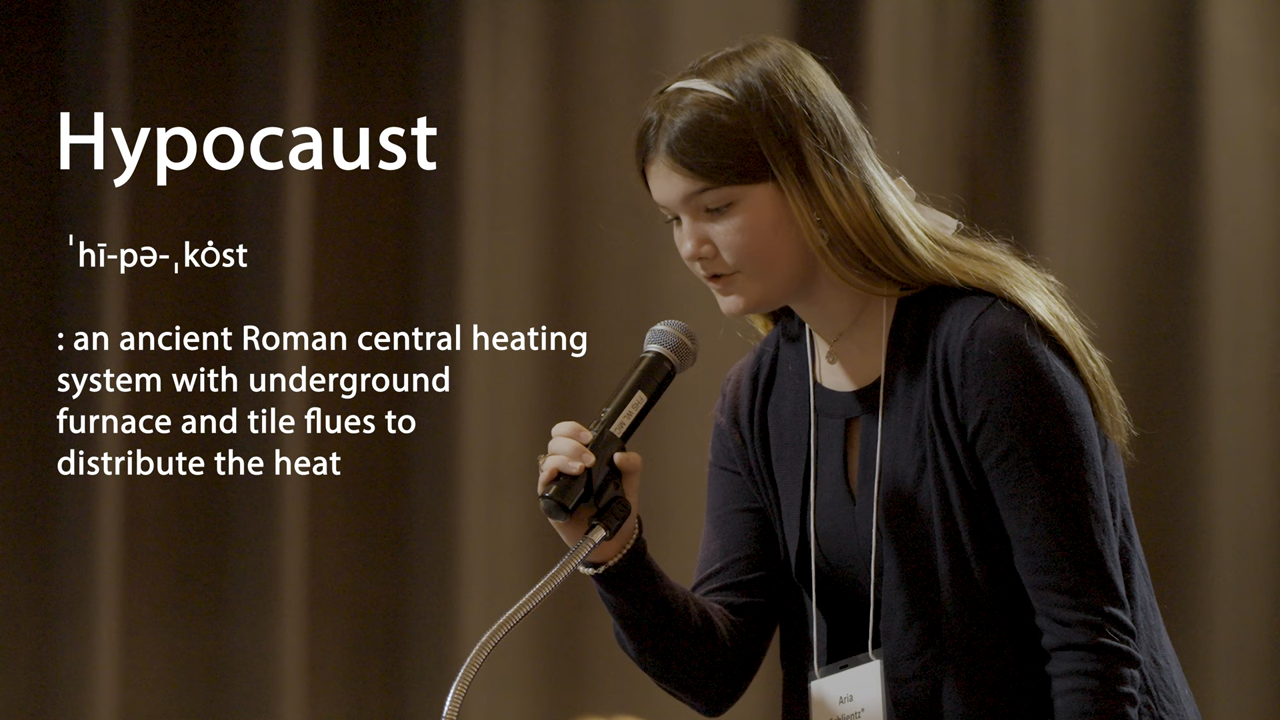 Hypocaust
ˈhī-pə-ˌkȯst
: an ancient Roman central heating
system with underground
furnace and tile flues to
distribute the heat
Aria